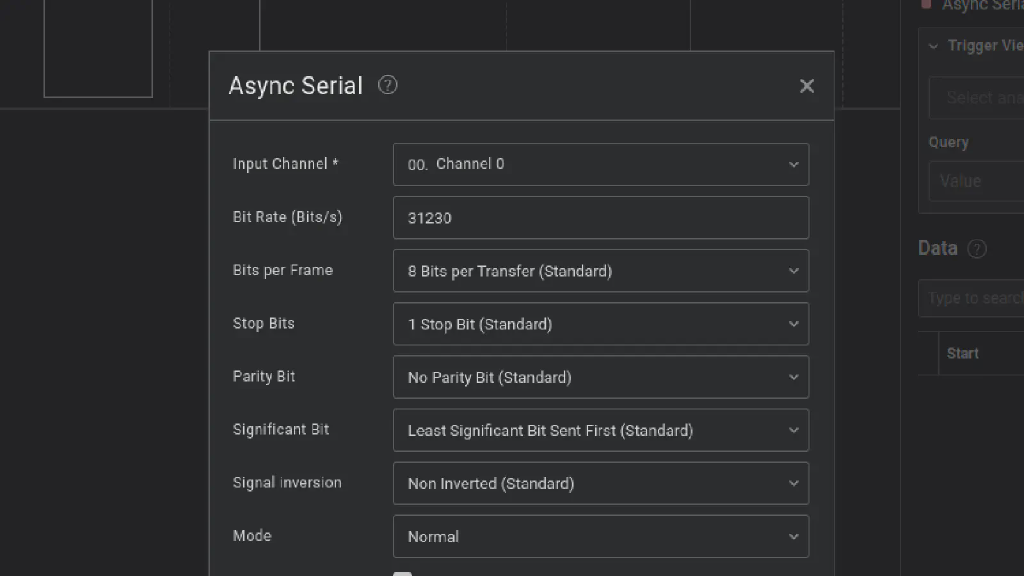 Async Seri
Trigger Vie
Select ana
Query
Value
Data ?
Type to search
Start
Async Serial ?
Input Channel * 00. Channel 0
Bit Rate (Bits/s) 31230
Bits per Frame 8 Bits per Transfer (Standard)
Stop Bits 1 Stop Bit (Standard)
Parity Bit No Parity Bit (Standard)
Significant Bit Least Significant Bit Sent First (Standard)
Signal inversion Non Inverted (Standard)
Mode Normal